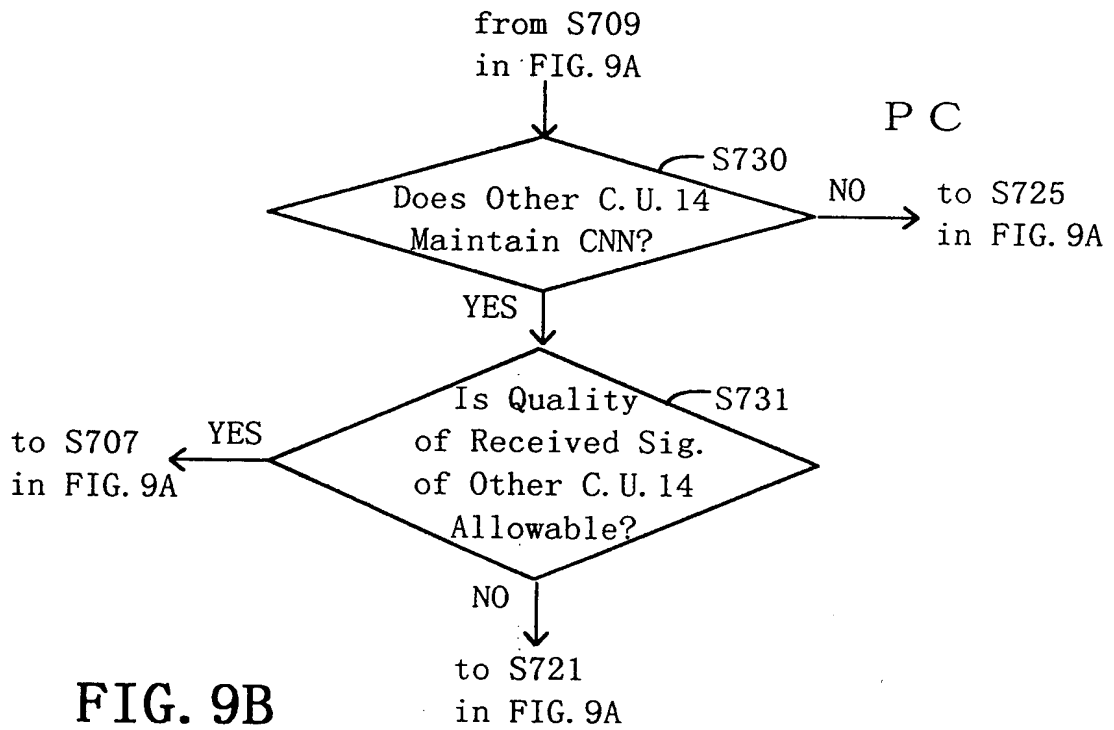 from S709
in FIG. 9A
P C
S730
Does Other C. U. 14
Maintain CNN?
NO
to S725
in FIG. 9A
YES
S731
Is Quality
of Received Sig.
of Other C. U. 14
Allowable?
YES
to S707
in FIG. 9A
NO
to S721
in FIG. 9A
FIG. 9B